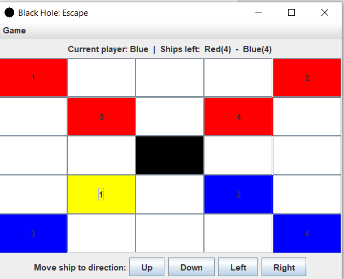 Black Hole: Escape
Game
Current player: Blue | Ships left: Red(4) - Blue(4)
1 2
3 4
1 2
3 4
Move ship to direction: Up Down Left Right